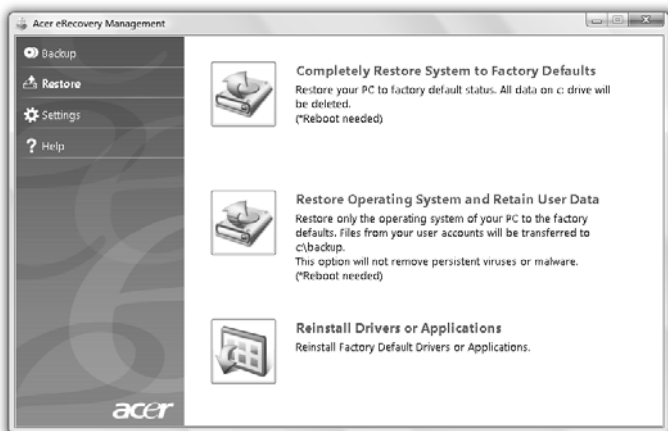 Acer eRecovery Management
Backup
Restore
Settings
? Help
Completely Restore System to Factory Defaults
Restore your PC to factory default status. All data on c: drive will
be deleted.
(*Reboot needed)
Restore Operating System and Retain User Data
Restore only the operating system of your PC to the factory
defaults. Files from your user accounts will be transferred to
c:\backup.
This option will not remove persistent viruses or malware.
(*Reboot needed)
Reinstall Drivers or Applications
Reinstall Factory Default Drivers or Applications.
acer